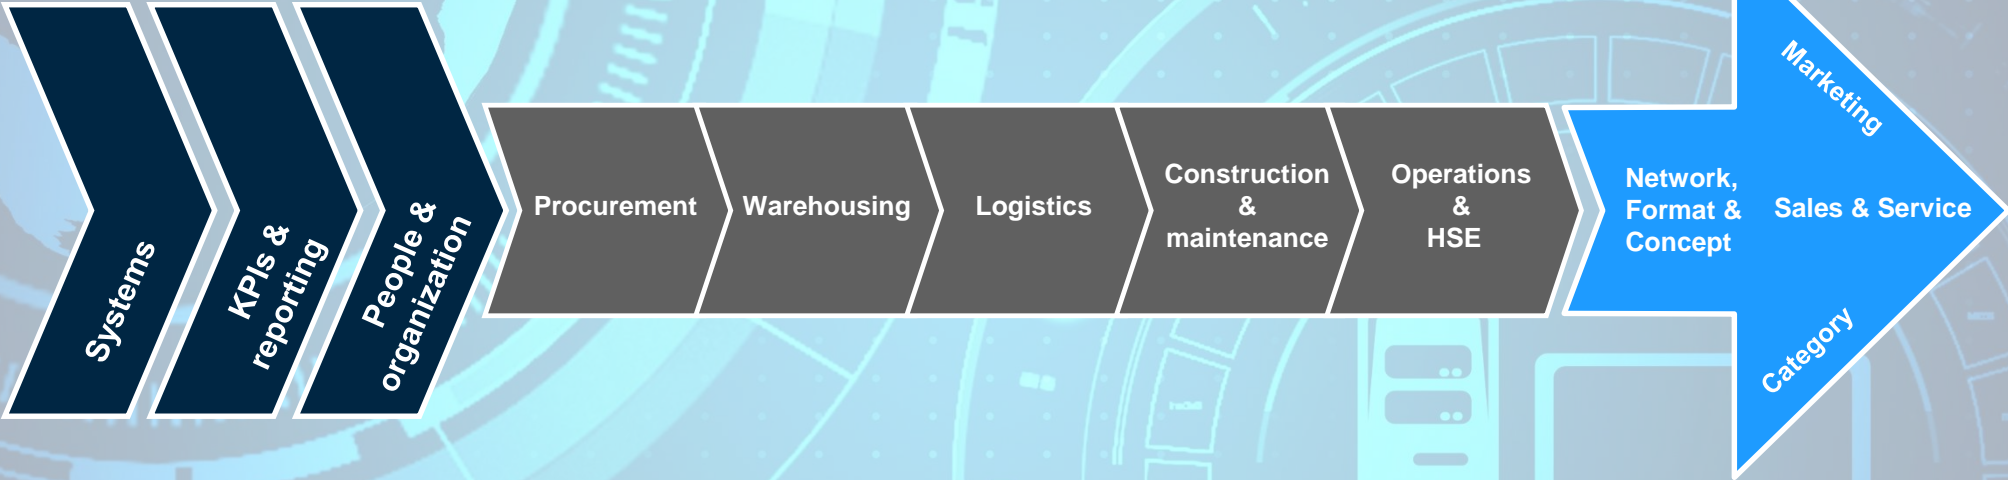 Systems
KPIs &
reporting
People &
organization
Procurement
Warehousing
Logistics
Construction
&
maintenance
Operations
&
HSE
Network,
Format &
Concept
Marketing
Sales & Service
Category